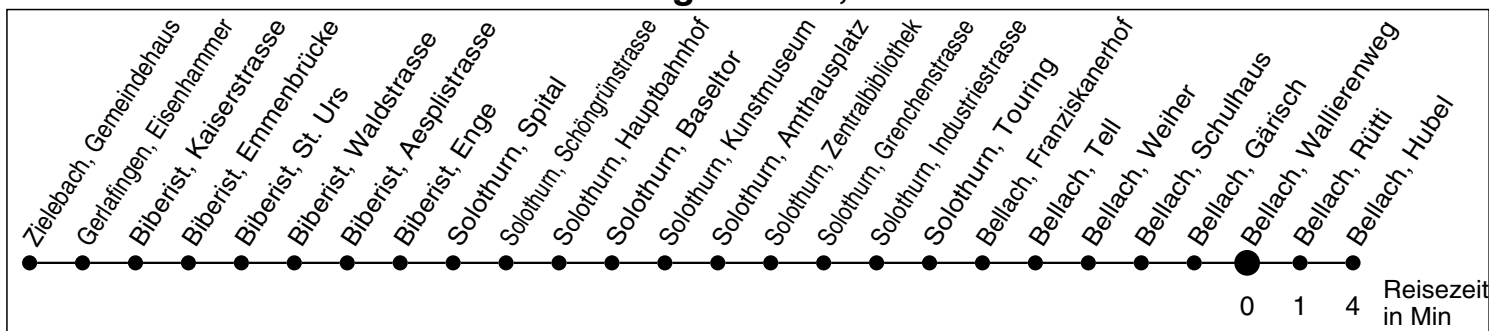 Zielebach, Gemeindehaus
Gerlafingen, Eisenhammer
Biberist, Kaiserstrasse
Biberist, Emmenbrücke
Biberist, St. Urs
Biberist, Waldstrasse
Biberist, Aesplistrasse
Biberist, Enge
Solothurn, Spital
Solothurn, Schöngrünstrasse
Solothurn, Hauptbahnhof
Solothurn, Baseltor
Solothurn, Kunstmuseum
Solothurn, Amthausplatz
Solothurn, Zentralbibliothek
Solothurn, Grenchenstrasse
Solothurn, Industriestrasse
Solothurn, Touring
Bellach, Franziskanerhof
Bellach, Tell
Bellach, Weiher
Bellach, Schulhaus
Bellach, Gärisch
Bellach, Wallierenweg
Bellach, Rütti
Bellach, Hubel
0 1 4 Reisezeit
in Min